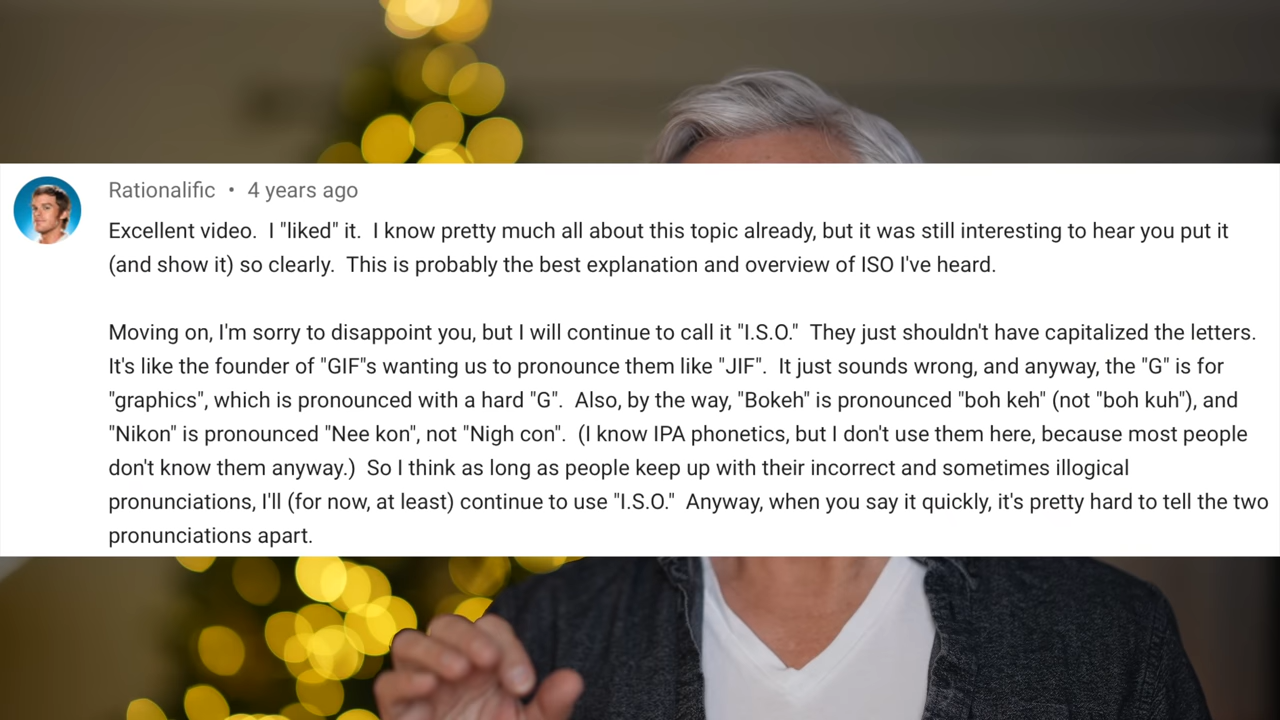 Rationalific • 4 years ago
Excellent video.  I "liked" it.  I know pretty much all about this topic already, but it was still interesting to hear you put it
(and show it) so clearly.  This is probably the best explanation and overview of ISO I've heard.
Moving on, I'm sorry to disappoint you, but I will continue to call it "I.S.O."  They just shouldn't have capitalized the letters.
It's like the founder of "GIF"s wanting us to pronounce them like "JIF".  It just sounds wrong, and anyway, the "G" is for
"graphics", which is pronounced with a hard "G".  Also, by the way, "Bokeh" is pronounced "boh keh" (not "boh kuh"), and
"Nikon" is pronounced "Nee kon", not "Nigh con".  (I know IPA phonetics, but I don't use them here, because most people
don't know them anyway.)  So I think as long as people keep up with their incorrect and sometimes illogical
pronunciations, I'll (for now, at least) continue to use "I.S.O."  Anyway, when you say it quickly, it's pretty hard to tell the two
pronunciations apart.